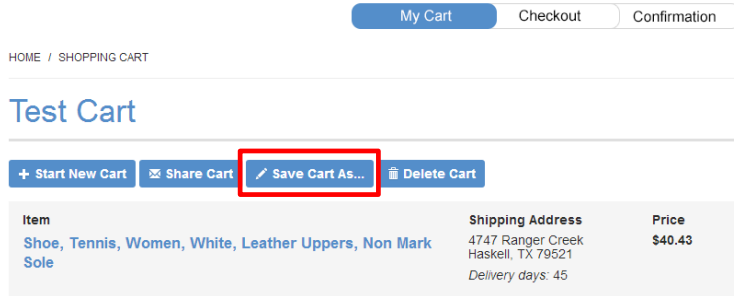 My Cart Checkout Confirmation
HOME / SHOPPING CART
Test Cart
+ Start New Cart Share Cart Save Cart As... Delete Cart
Item Shipping Address Price
Shoe, Tennis, Women, White, Leather Uppers, Non Mark 4747 Ranger Creek $40.43
Sole Haskell, TX 79521
Delivery days: 45